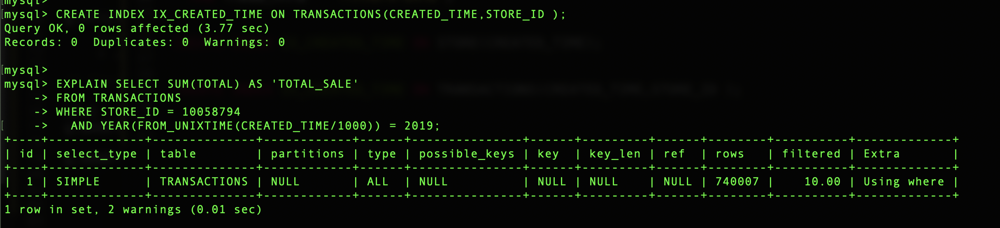 mysql>
mysql> CREATE INDEX IX_CREATED_TIME ON TRANSACTIONS(CREATED_TIME,STORE_ID );
Query OK, 0 rows affected (3.77 sec)
Records: 0  Duplicates: 0  Warnings: 0
mysql>
mysql> EXPLAIN SELECT SUM(TOTAL) AS 'TOTAL_SALE'
    -> FROM TRANSACTIONS
    -> WHERE STORE_ID = 10058794
    ->   AND YEAR(FROM_UNIXTIME(CREATED_TIME/1000)) = 2019;
+----+-------------+--------------+------------+------+---------------+------+---------+------+--------+----------+-------------+
| id | select_type | table        | partitions | type | possible_keys | key  | key_len | ref  | rows   | filtered | Extra       |
+----+-------------+--------------+------------+------+---------------+------+---------+------+--------+----------+-------------+
|  1 | SIMPLE      | TRANSACTIONS | NULL       | ALL  | NULL          | NULL | NULL    | NULL | 740007 |    10.00 | Using where |
+----+-------------+--------------+------------+------+---------------+------+---------+------+--------+----------+-------------+
1 row in set, 2 warnings (0.01 sec)